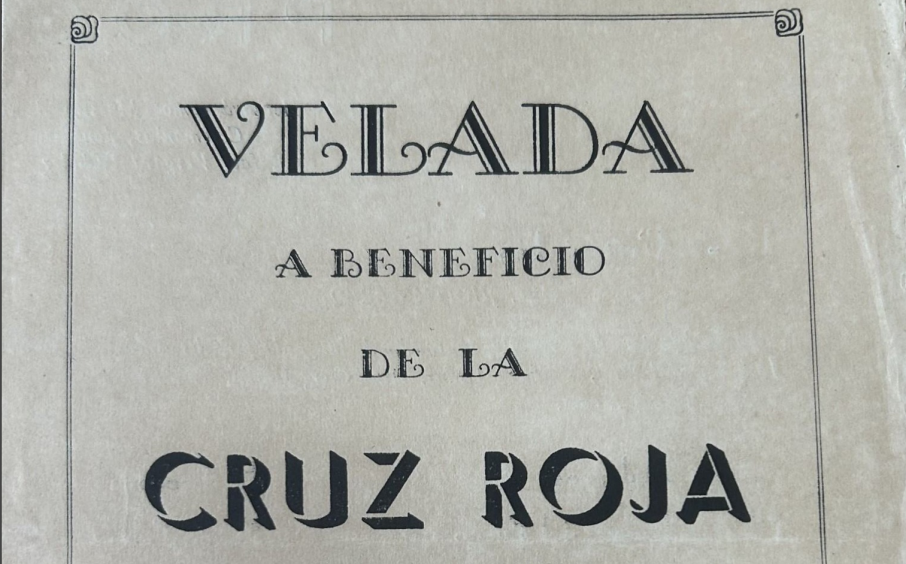 VELADA
A BENEFICIO
DE LA
CRUZ ROJA